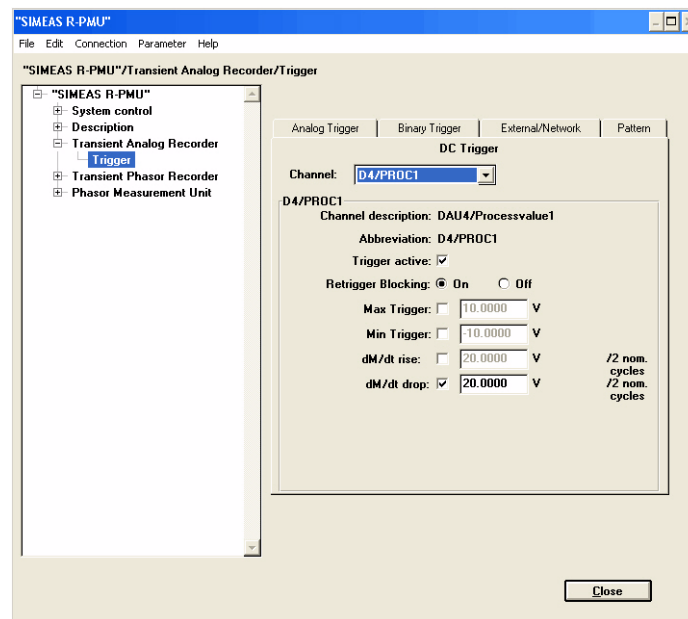 "SIMEAS R-PMU"
File Edit Connection Parameter Help
"SIMEAS R-PMU"/Transient Analog Recorder/Trigger
"SIMEAS R-PMU"
System control
Description
Transient Analog Recorder
Trigger
Transient Phasor Recorder
Phasor Measurement Unit
Analog Trigger Binary Trigger External/Network Pattern
DC Trigger
Channel: D4/PROC1
D4/PROC1
Channel description: DAU4/Processvalue1
Abbreviation: D4/PROC1
Trigger active:
Retrigger Blocking: On Off
Max Trigger: 10.0000 V
Min Trigger: -10.0000 V
dM/dt rise: 20.0000 V /2 nom.
cycles
dM/dt drop: 20.0000 V /2 nom.
cycles
Close